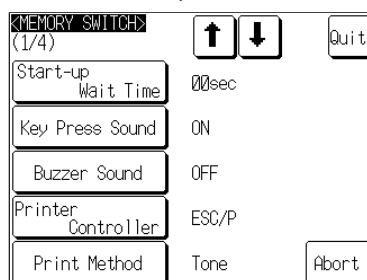 <MEMORY SWITCH>
(1/4)
Quit
Start-up
Wait Time
00sec
Key Press Sound
ON
Buzzer Sound
OFF
Printer
Controller
ESC/P
Print Method
Tone
Abort